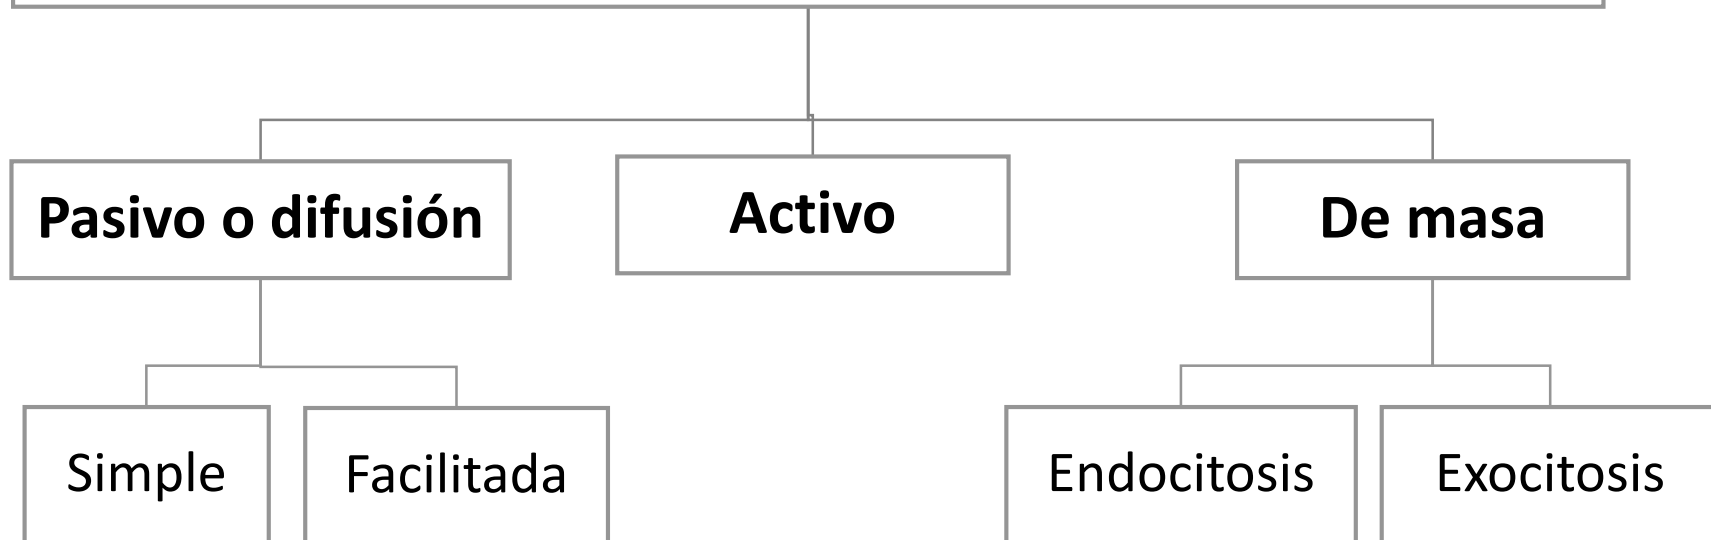 Pasivo o difusión
Activo
De masa
Simple
Facilitada
Endocitosis
Exocitosis